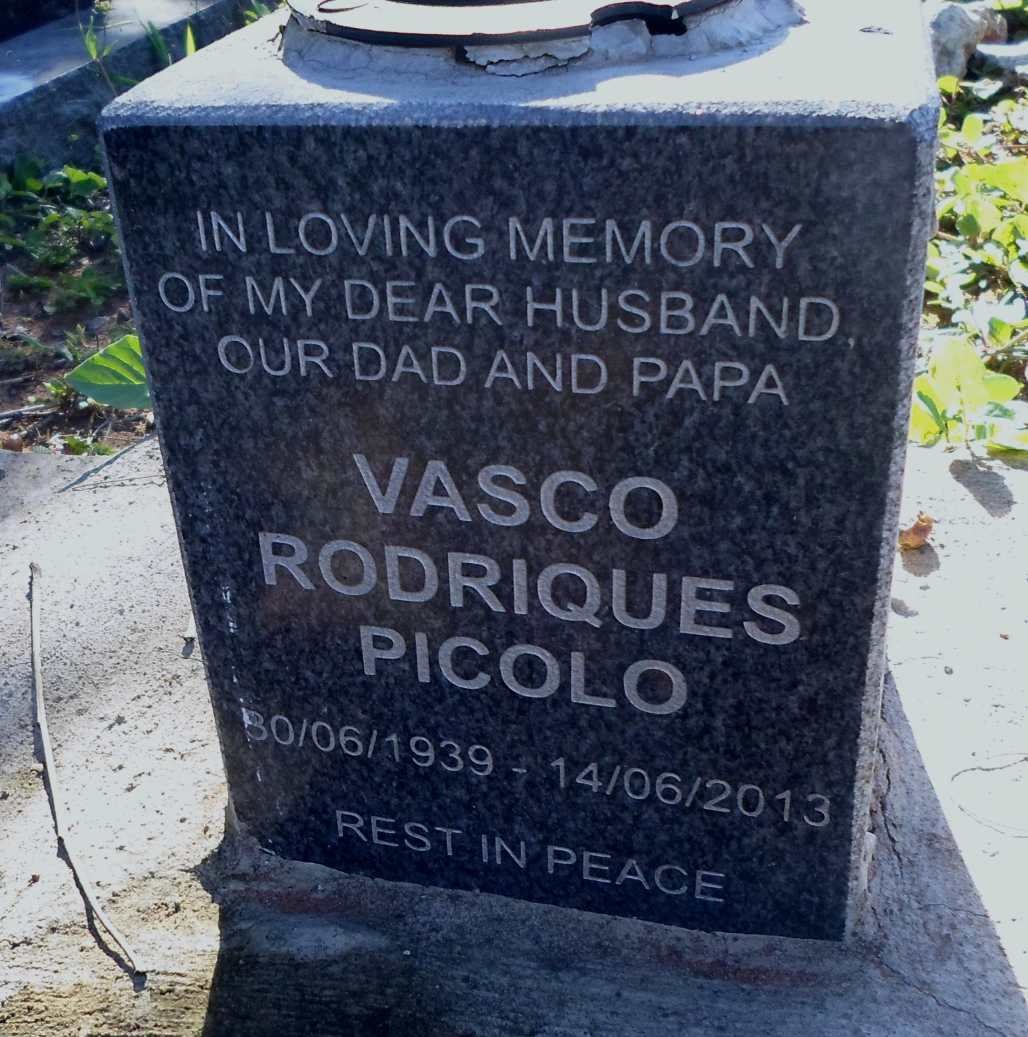 IN LOVING MEMORY
OF MY DEAR HUSBAND,
OUR DAD AND PAPA
VASCO
RODRIQUES
PICOLO
30/06/1939 - 14/06/2013
REST IN PEACE